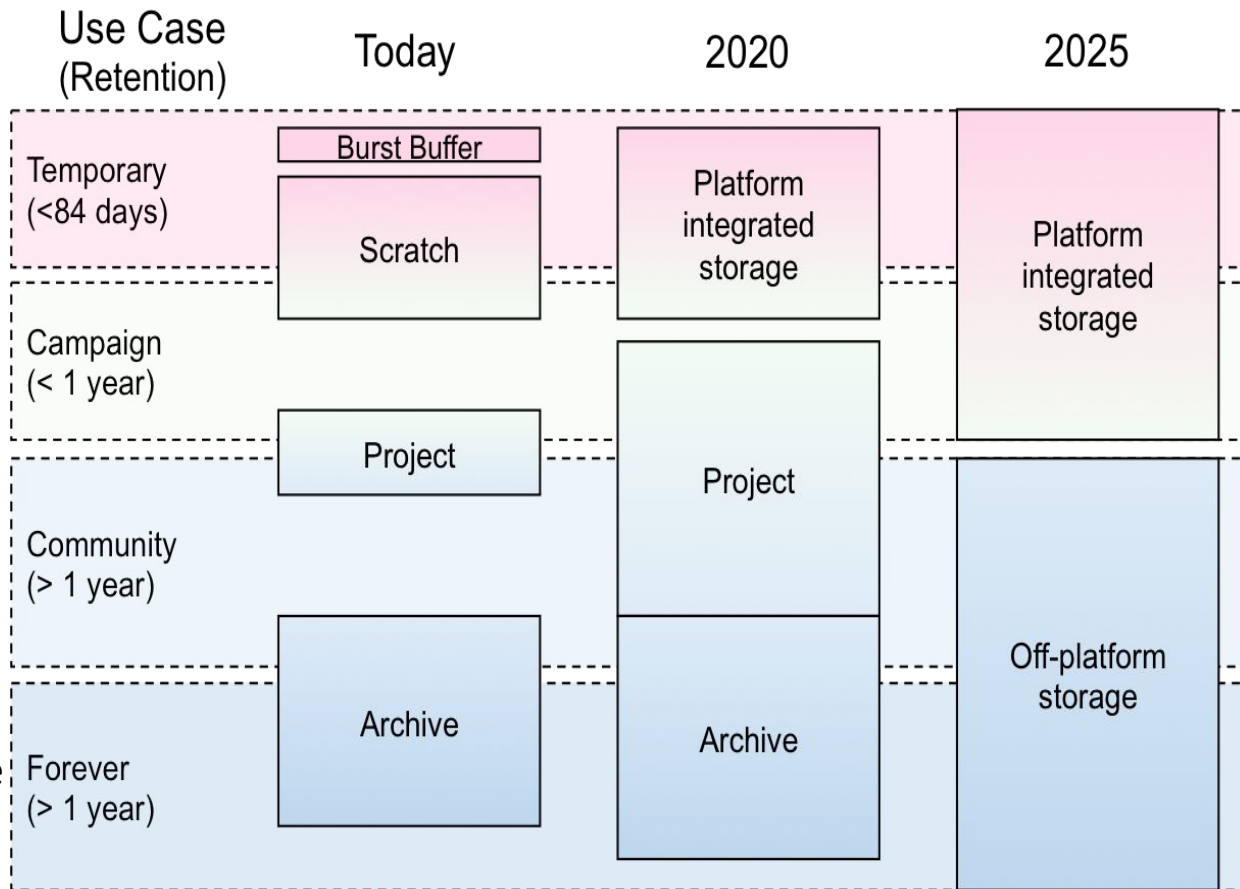 Use Case
(Retention)
Today
2020
2025
Temporary
(<84 days)
Burst Buffer
Scratch
Platform
integrated
storage
Platform
integrated
storage
Campaign
(< 1 year)
Project
Project
Community
(> 1 year)
Archive
Archive
Off-platform
storage
Forever
(> 1 year)